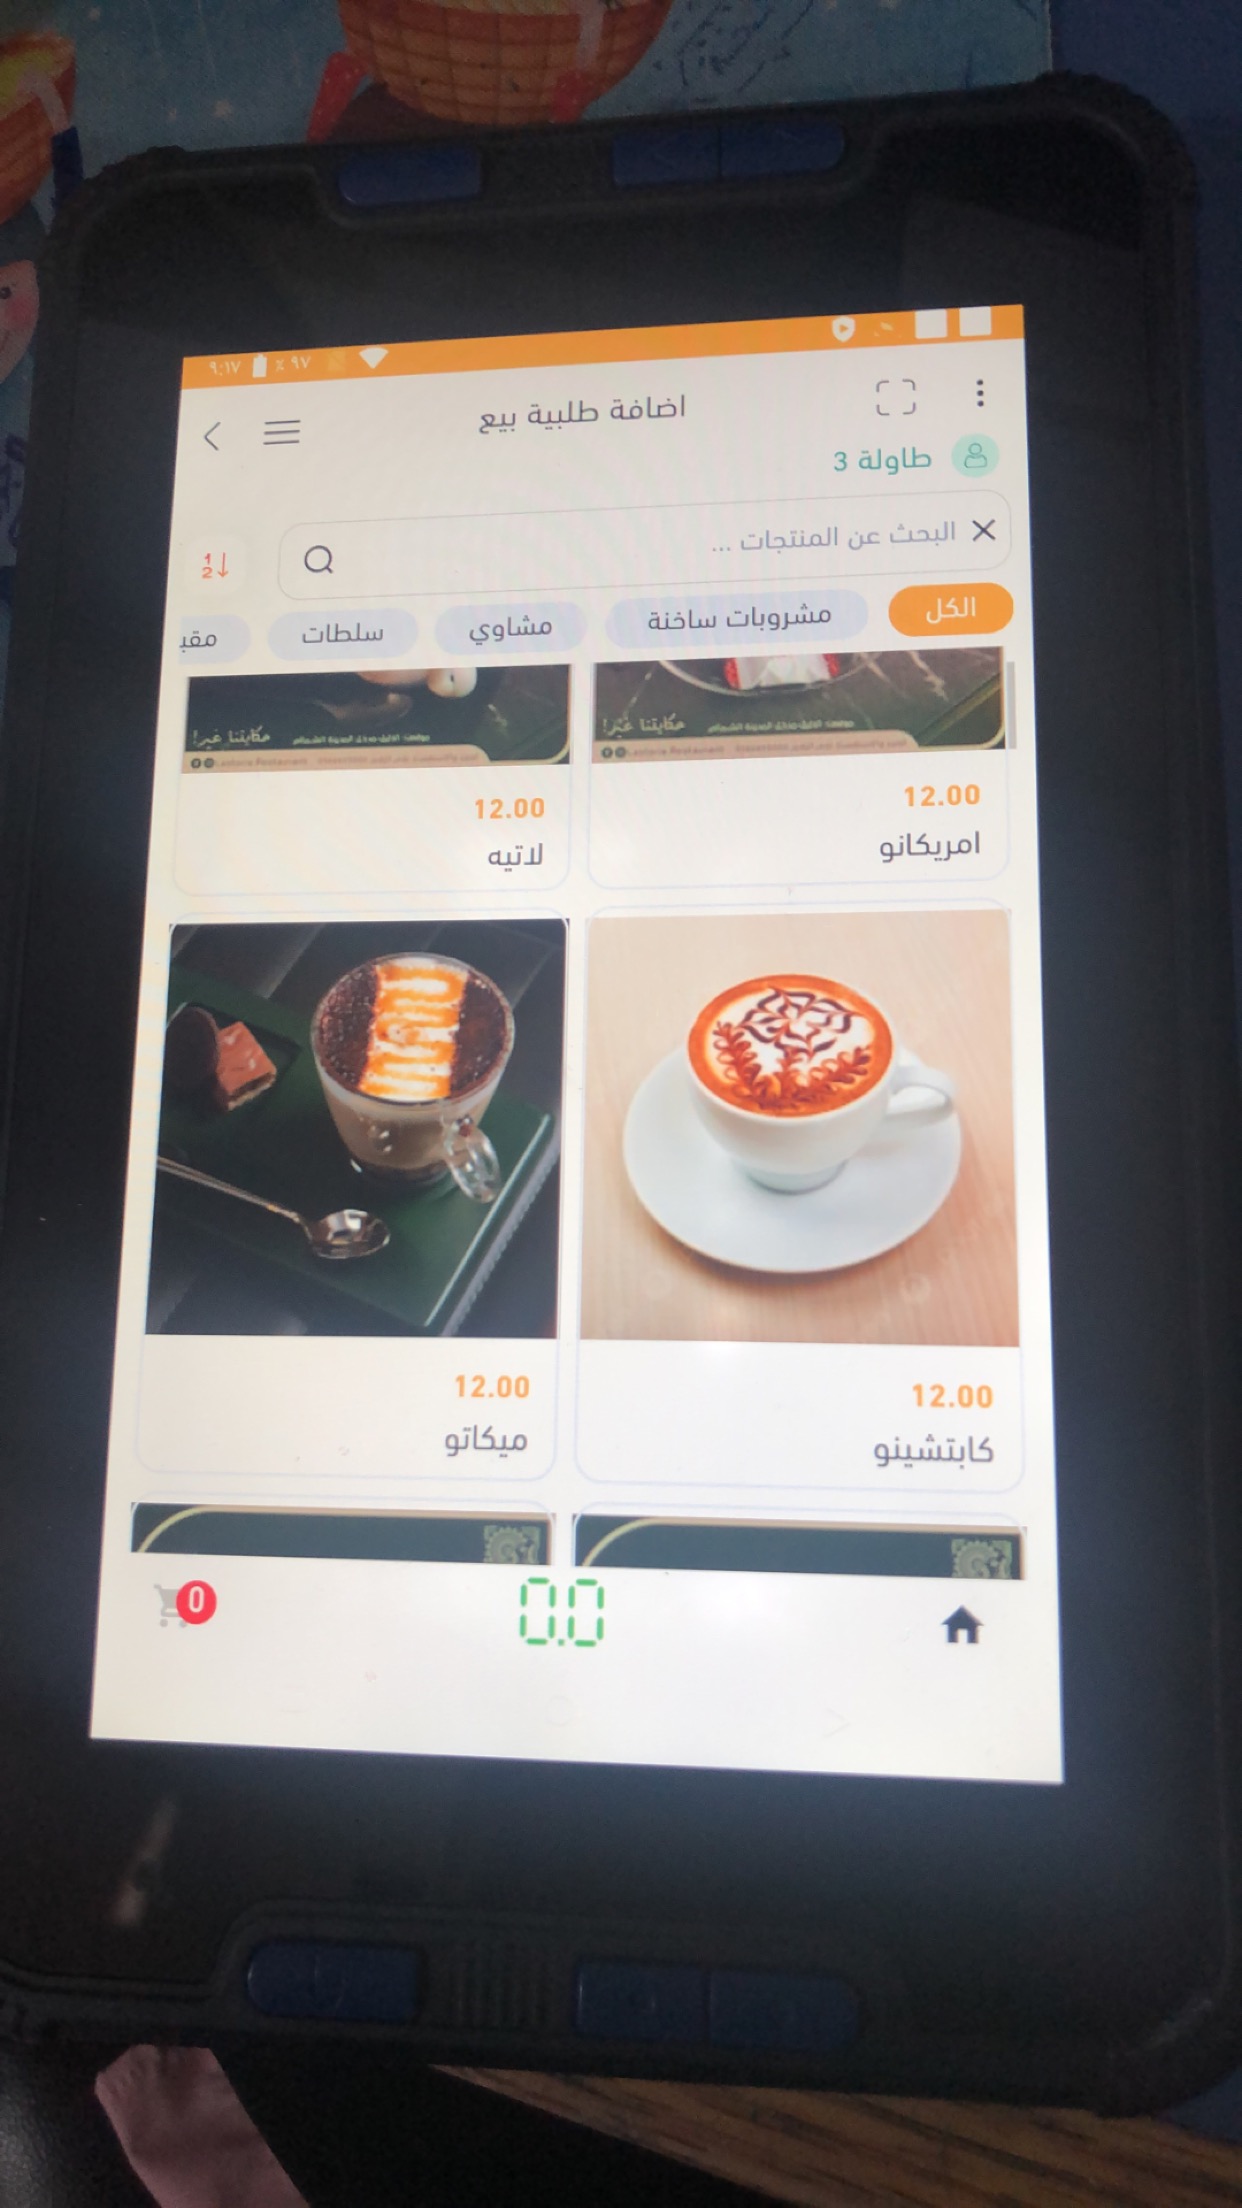 ٩:١٧ ٪ ٩٧
اضافة طلبية بيع
طاولة 3
البحث عن المنتجات ...
الكل مشروبات ساخنة مشاوي سلطات مقب
حكايتنا غير!
حكايتنا غير!
12.00
امريكانو
12.00
لاتيه
12.00
كابتشينو
12.00
ميكاتو
0
0.0